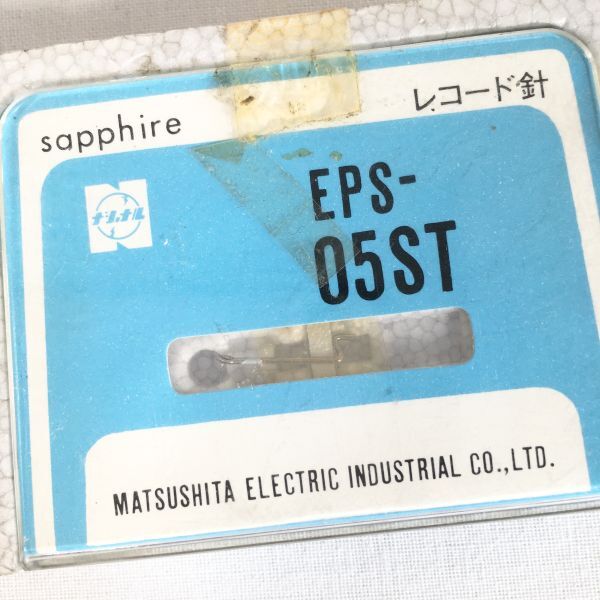 sapphire
レコード針
ナショナル
EPS-
05ST
MATSUSHITA ELECTRIC INDUSTRIAL CO.,LTD.